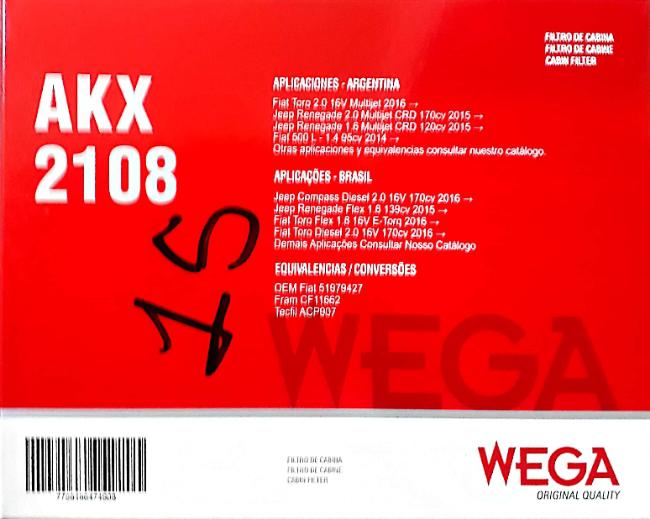 FILTRO DE CABINA
FILTRO DE CABINE
CABIN FILTER
AKX
2108
APLICACIONES - ARGENTINA
Fiat Toro 2.0 16V Multijet 2016 →
Jeep Renegade 2.0 Multijet CRD 170cv 2015 →
Jeep Renegade 1.6 Multijet CRD 120cv 2015 →
Fiat 500 L - 1.4 95cv 2014 →
Otras aplicaciones y equivalencias consultar nuestro catálogo.
APLICAÇÕES - BRASIL
Jeep Compass Diesel 2.0 16V 170cv 2016 →
Jeep Renegade Flex 1.8 139cv 2015 →
Fiat Toro Flex 1.8 16V E-Torq 2016 →
Fiat Toro Diesel 2.0 16V 170cv 2016 →
Demais Aplicações Consultar Nosso Catálogo
EQUIVALENCIAS / CONVERSÕES
OEM Fiat 51979427
Fram CF11662
Tecfil ACP907
15
WEGA
FILTRO DE CABINA
FILTRO DE CABINE
CABIN FILTER
WEGA
ORIGINAL QUALITY